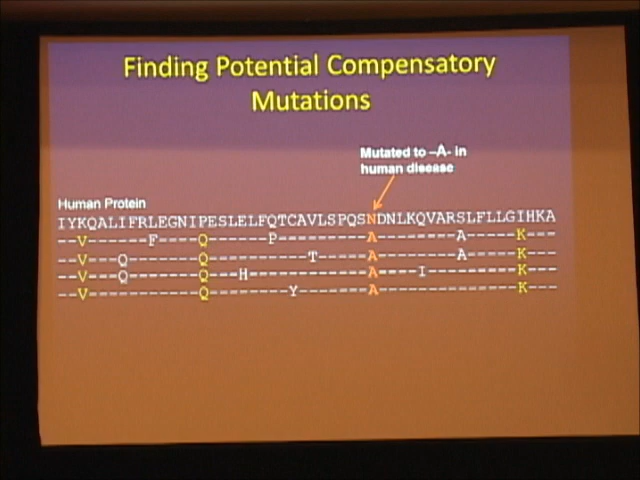 Finding Potential Compensatory
Mutations
Mutated to –A- in
human disease
Human Protein
IYKQALIFRLEGNIPESLELFQTCAVLSPQSNDNLKQVARSLFLLGIHKA
--V------F----Q------P---------A--------A-----K---
--V---Q-------Q----------T-----A--------A-----K---
--V---Q-------Q---H------------A----I---------K---
--V-----------Q--------Y-------A--------------K---